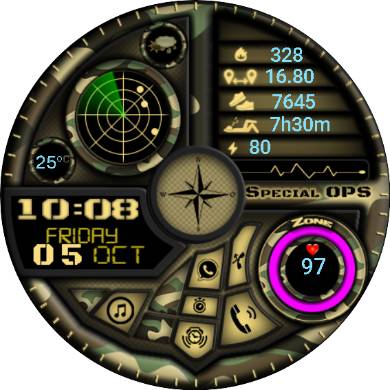 328
16.80
7645
7h30m
80
25°C
N
W E
S
SPECIAL OPS
10:08
FRIDAY
05 OCT
ZONE
97